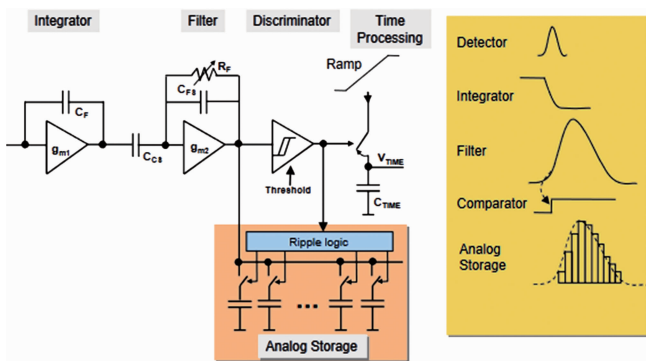 Integrator
Filter
Discriminator
Time
Processing
Ramp
R_F
C_FS
C_F
g_m1
C_CS
g_m2
Threshold
V_TIME
C_TIME
Ripple logic
Analog Storage
Detector
Integrator
Filter
Comparator
Analog
Storage